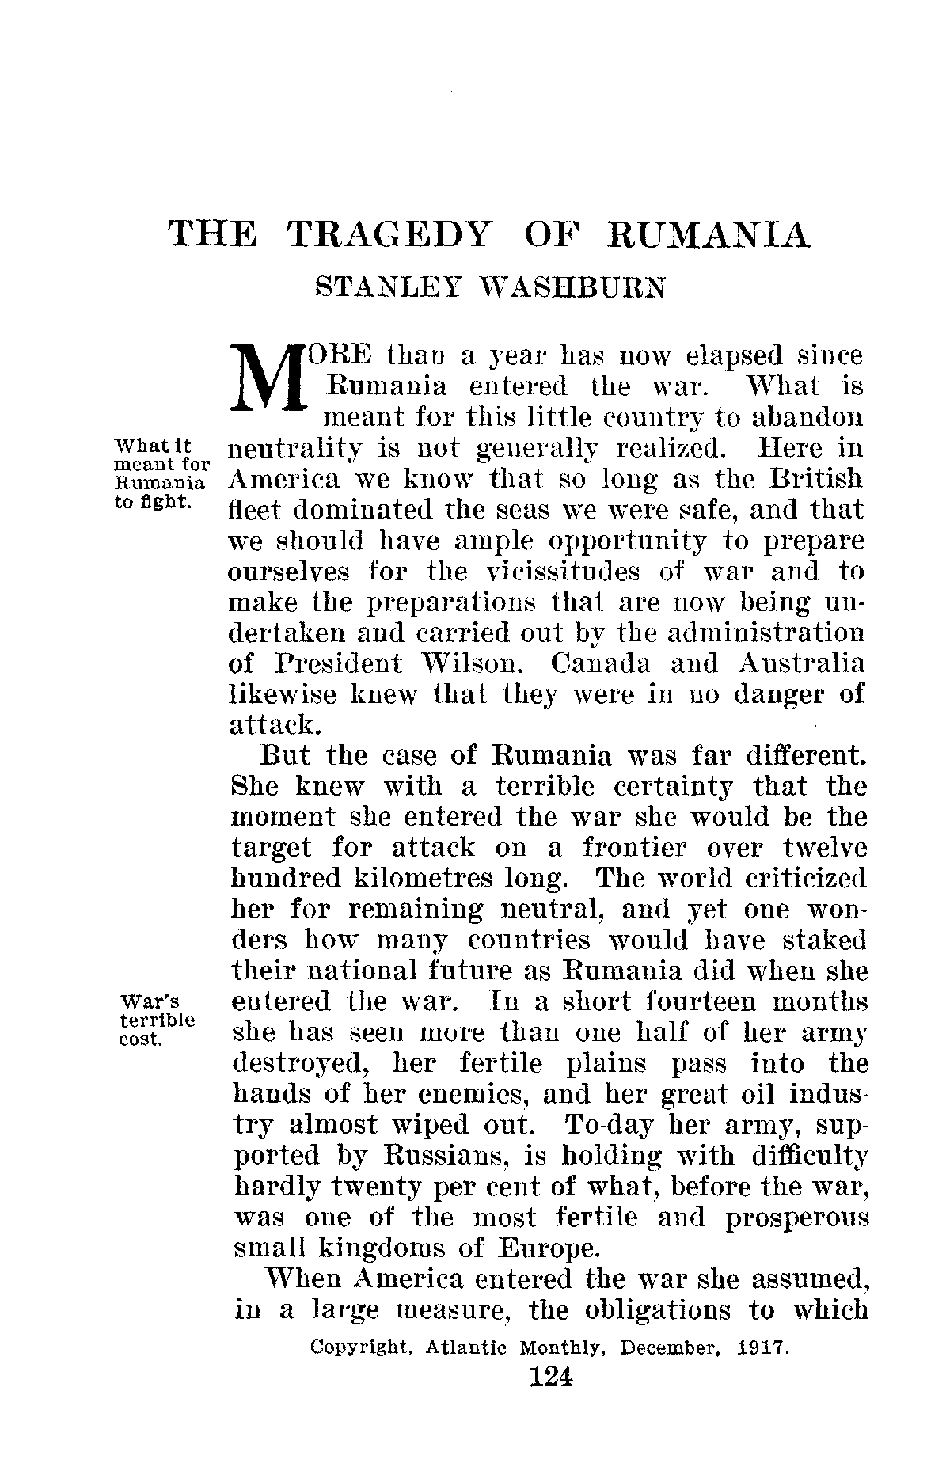 THE TRAGEDY OF RUMANIA
STANLEY WASHBURN
MORE than a year has now elapsed since
Rumania entered the war. What is
meant for this little country to abandon
What it
meant for
Rumania
to fight.
neutrality is not generally realized. Here in
America we know that so long as the British
fleet dominated the seas we were safe, and that
we should have ample opportunity to prepare
ourselves for the vicissitudes of war and to
make the preparations that are now being un-
dertaken and carried out by the administration
of President Wilson. Canada and Australia
likewise knew that they were in no danger of
attack.
But the case of Rumania was far different.
She knew with a terrible certainty that the
moment she entered the war she would be the
target for attack on a frontier over twelve
hundred kilometres long. The world criticized
her for remaining neutral, and yet one won-
ders how many countries would have staked
their national future as Rumania did when she
War's
terrible
cost.
entered the war. In a short fourteen months
she has seen more than one half of her army
destroyed, her fertile plains pass into the
hands of her enemies, and her great oil indus-
try almost wiped out. To-day her army, sup-
ported by Russians, is holding with difficulty
hardly twenty per cent of what, before the war,
was one of the most fertile and prosperous
small kingdoms of Europe.
When America entered the war she assumed,
in a large measure, the obligations to which
Copyright, Atlantic Monthly, December, 1917.
124